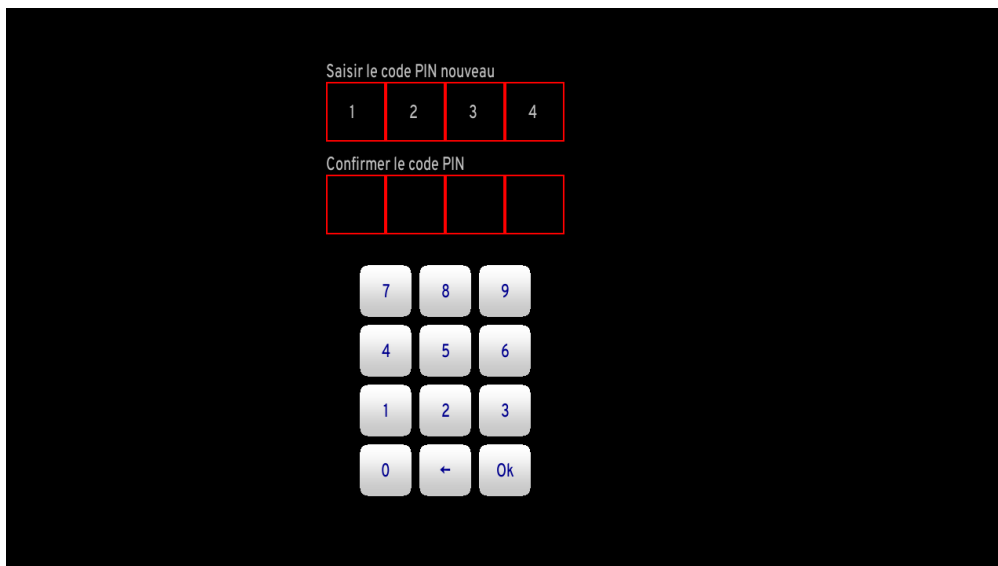 Saisir le code PIN nouveau
1 2 3 4
Confirmer le code PIN
7 8 9
4 5 6
1 2 3
0 ← Ok